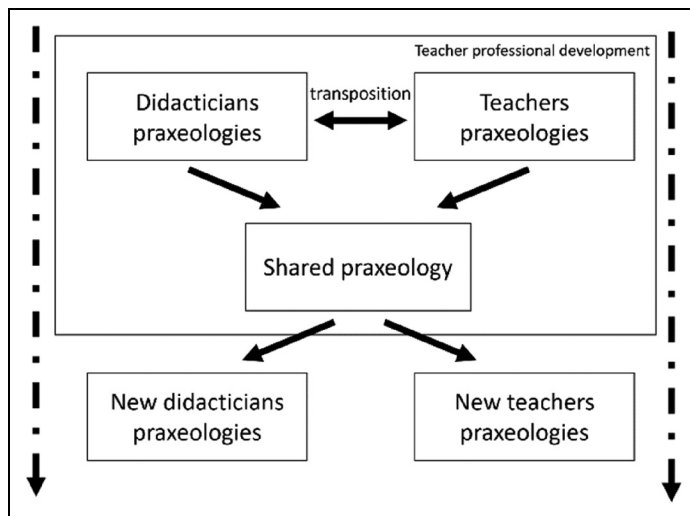 Teacher professional development
Didacticians
praxeologies
transposition
Teachers
praxeologies
Shared praxeology
New didacticians
praxeologies
New teachers
praxeologies